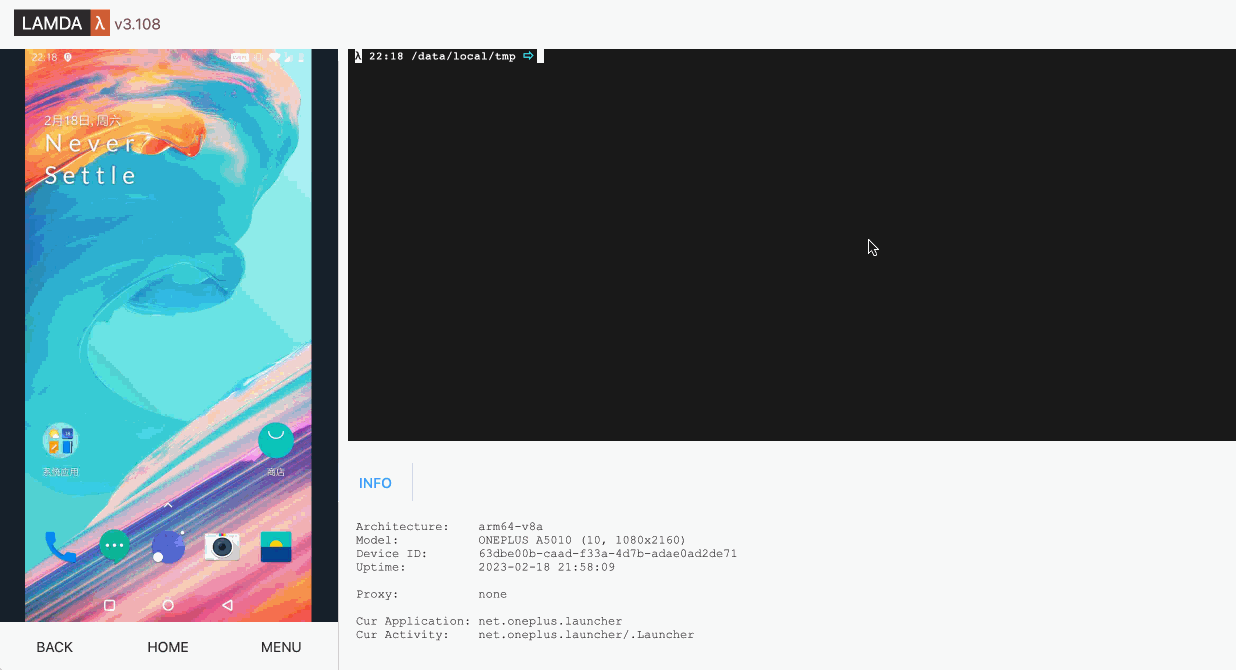 LAMDA λ v3.108
22:18
λ 22:18 /data/local/tmp ⇨
2月18日, 周六
Never
Settle
系统应用
商店
BACK
HOME
MENU
INFO
Architecture: arm64-v8a
Model: ONEPLUS A5010 (10, 1080x2160)
Device ID: 63dbe00b-caad-f33a-4d7b-adae0ad2de71
Uptime: 2023-02-18 21:58:09
Proxy: none
Cur Application: net.oneplus.launcher
Cur Activity: net.oneplus.launcher/.Launcher